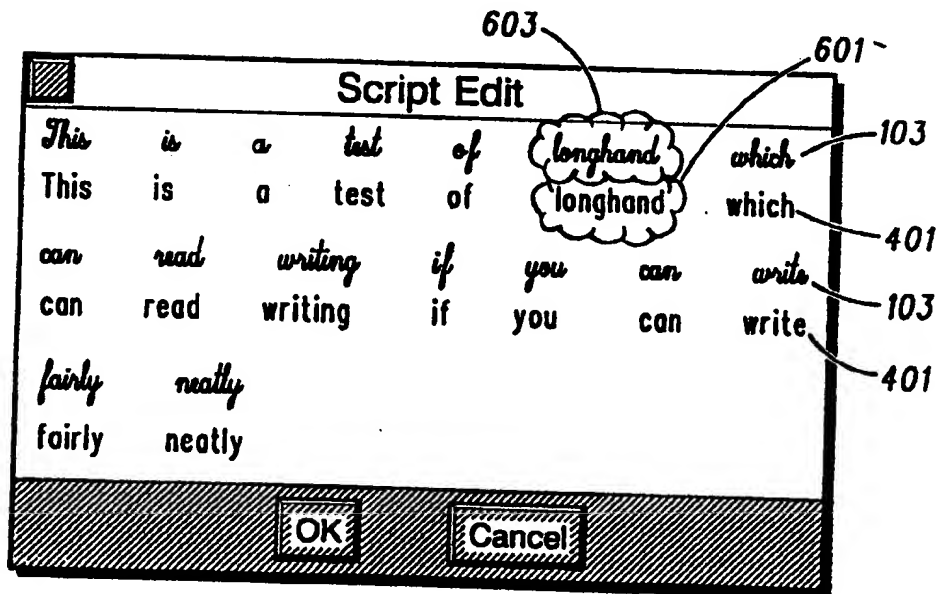 603
601
Script Edit
This is a test of longhand which 103
This is a test of longhand which 401
can read writing if you can write 103
can read writing if you can write 401
fairly neatly
fairly neatly
OK Cancel